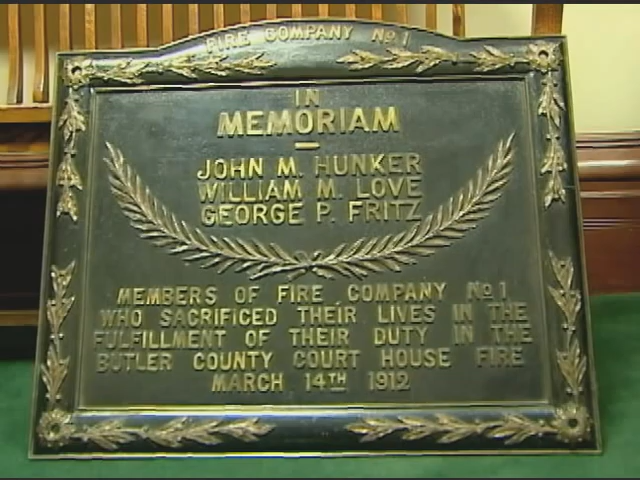 FIRE COMPANY No 1
IN
MEMORIAM
JOHN M. HUNKER
WILLIAM M. LOVE
GEORGE P. FRITZ
MEMBERS OF FIRE COMPANY No 1
WHO SACRIFICED THEIR LIVES IN THE
FULFILLMENT OF THEIR DUTY IN THE
BUTLER COUNTY COURT HOUSE FIRE
MARCH 14TH 1912